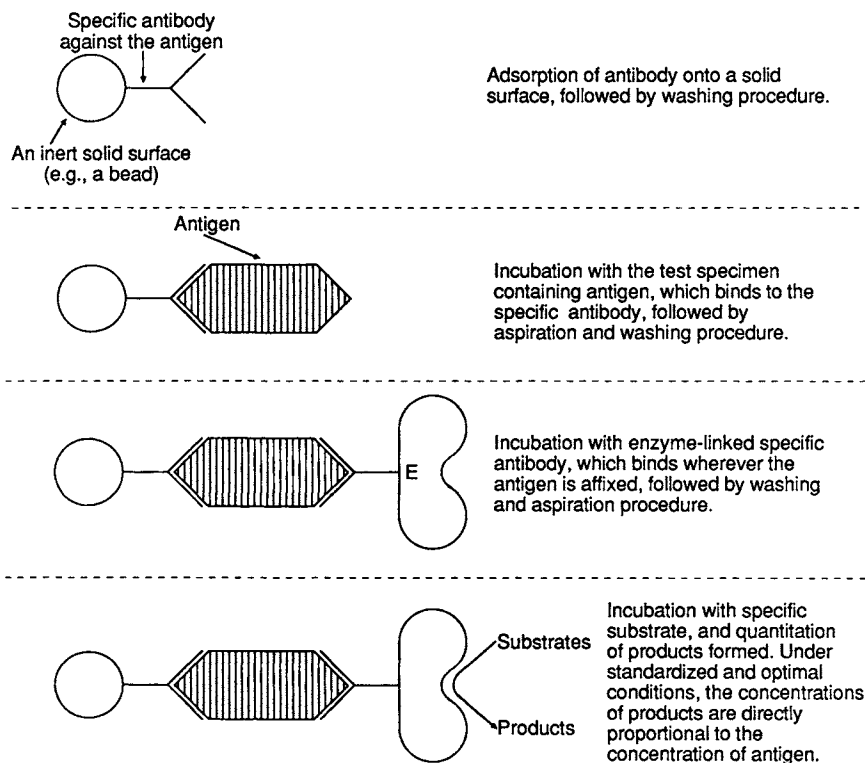 Specific antibody
against the antigen
Adsorption of antibody onto a solid
surface, followed by washing procedure.
An inert solid surface
(e.g., a bead)
Antigen
Incubation with the test specimen
containing antigen, which binds to the
specific antibody, followed by
aspiration and washing procedure.
E
Incubation with enzyme-linked specific
antibody, which binds wherever the
antigen is affixed, followed by washing
and aspiration procedure.
Substrates
Products
Incubation with specific
substrate, and quantitation
of products formed. Under
standardized and optimal
conditions, the concentrations
of products are directly
proportional to the
concentration of antigen.